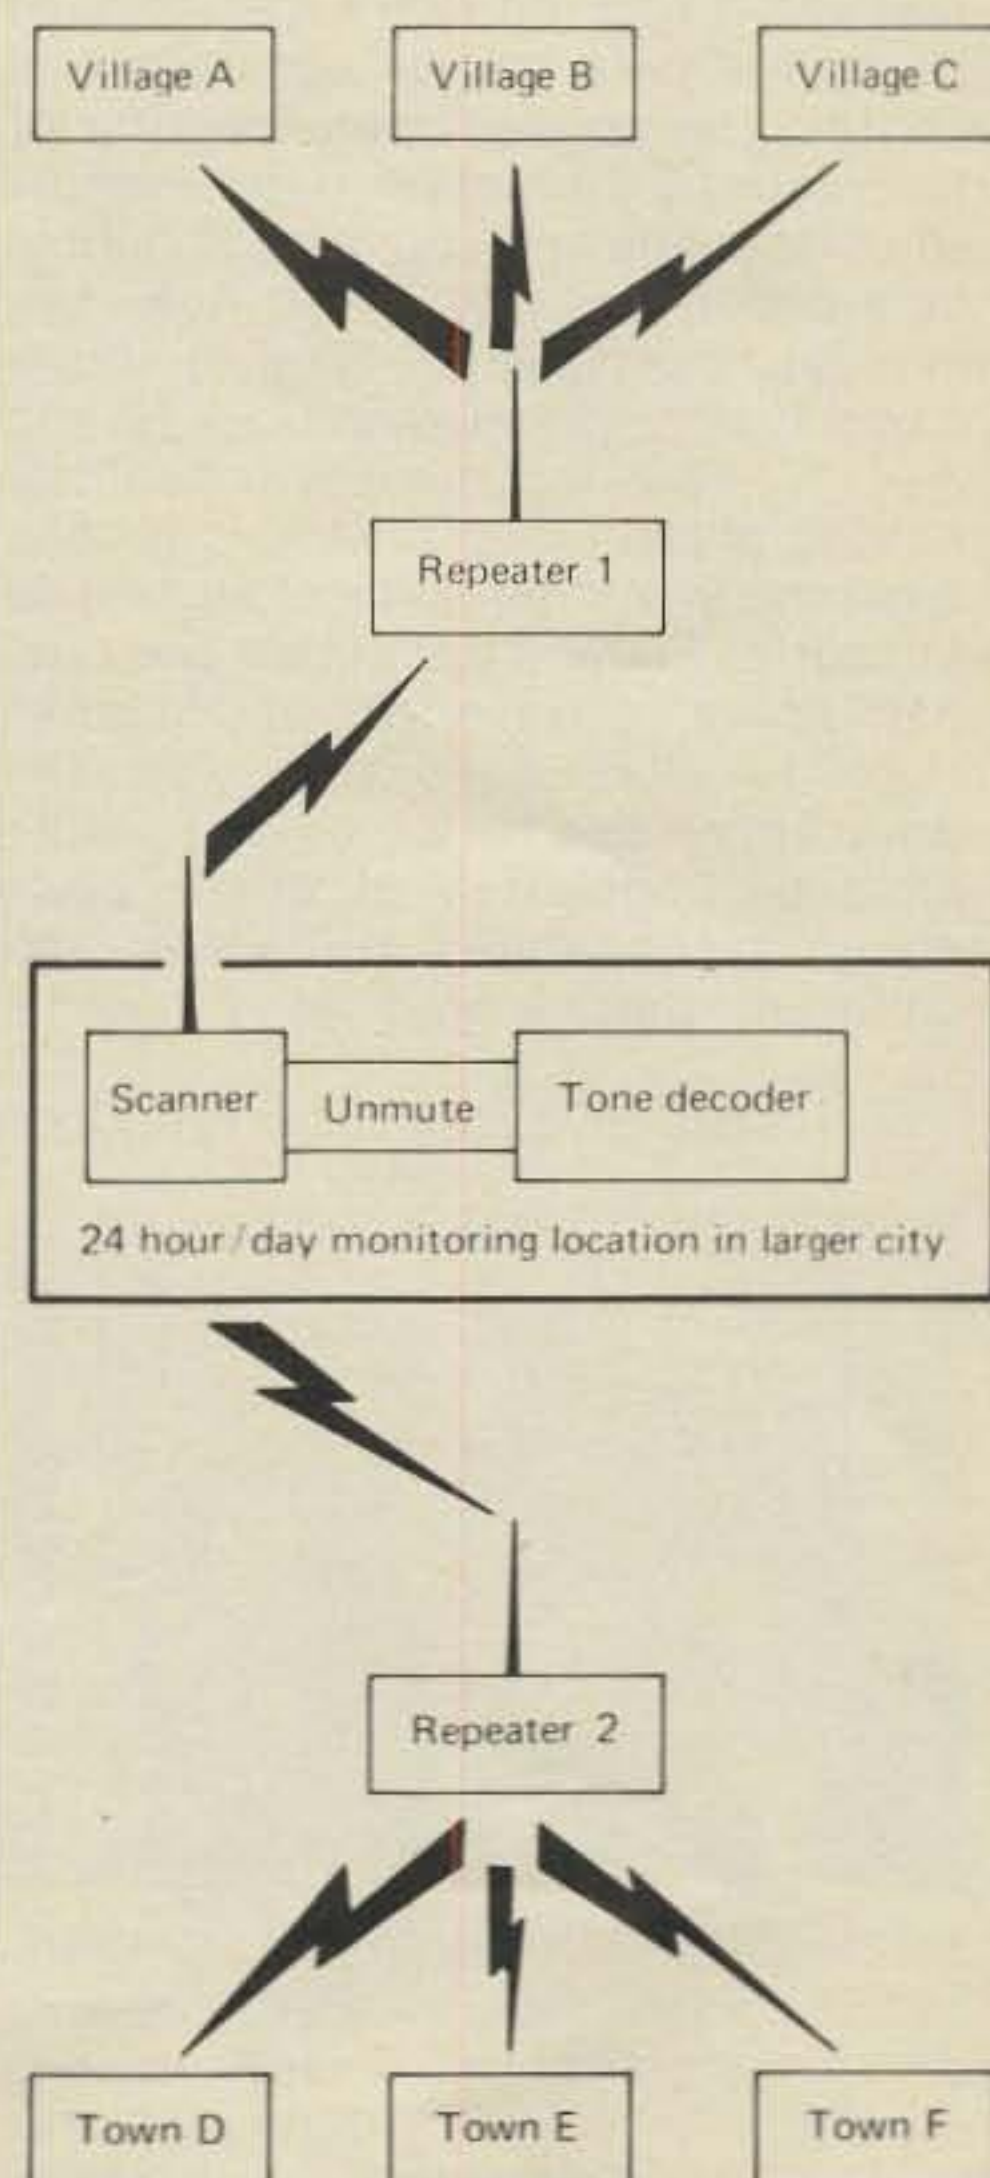 Village A
Village B
Village C
Repeater 1
Scanner
Unmute
Tone decoder
24 hour/day monitoring location in larger city
Repeater 2
Town D
Town E
Town F